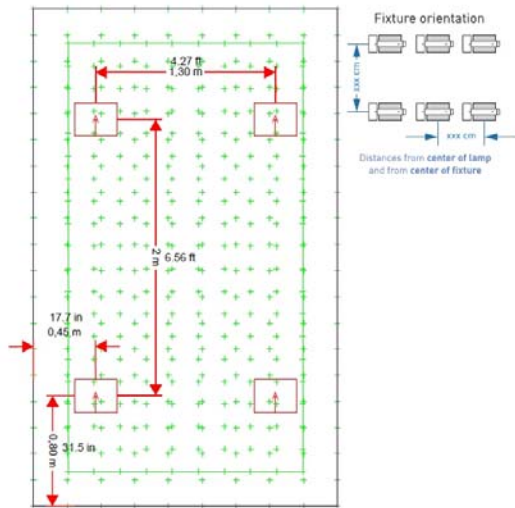 Fixture orientation
4.27 ft
1,30 m
xxx cm
xxx cm
Distances from center of lamp
and from center of fixture
2 m
6.56 ft
17.7 in
0,45 m
0,80 m
31.5 in